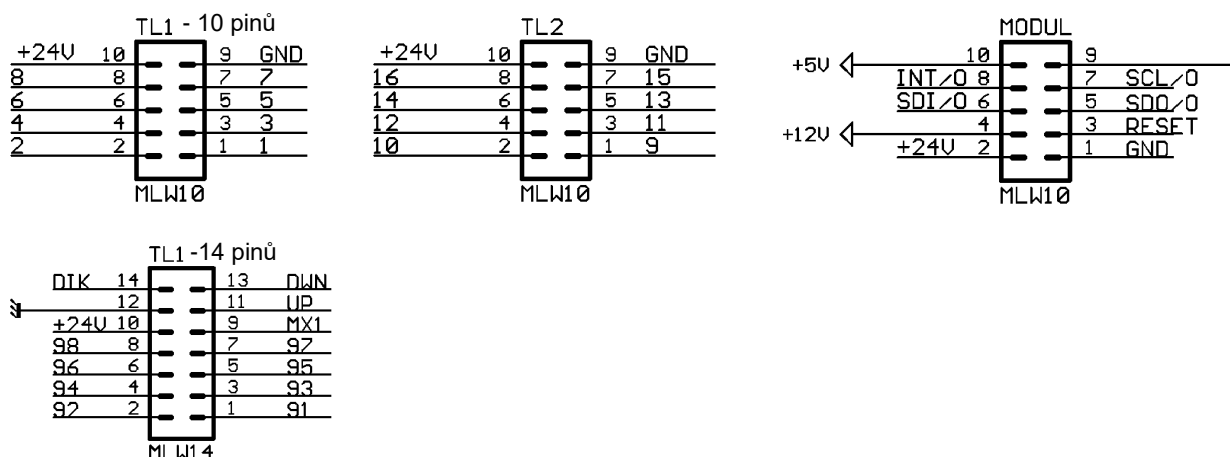 TL1 - 10 pinů
+24V 10 9 GND
8 8 7 7
6 6 5 5
4 4 3 3
2 2 1 1
MLW10
TL2
+24V 10 9 GND
16 8 7 15
14 6 5 13
12 4 3 11
10 2 1 9
MLW10
MODUL
+5V 10 9
INT/O 8 7 SCL/O
SDI/O 6 5 SDO/O
+12V 4 3 RESET
+24V 2 1 GND
MLW10
TL1 -14 pinů
DIK 14 13 DWN
12 11 UP
+24V 10 9 MX1
98 8 7 97
96 6 5 95
94 4 3 93
92 2 1 91
MLW14